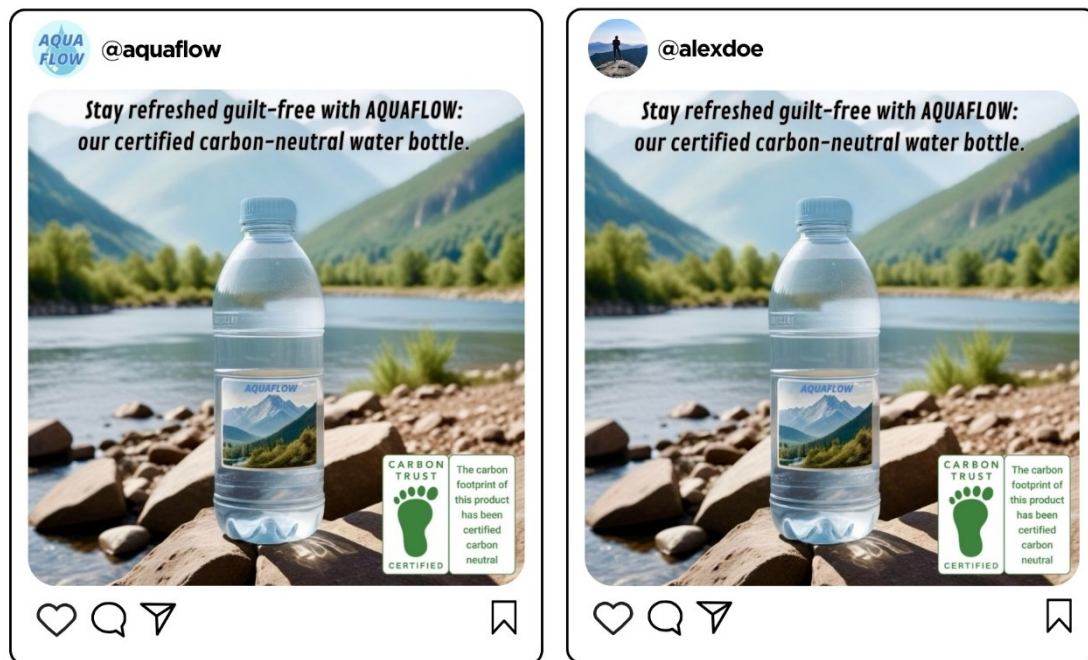 AQUA
FLOW
@aquaflow
Stay refreshed guilt-free with AQUAFLOW:
our certified carbon-neutral water bottle.
AQUAFLOW
CARBON
TRUST
CERTIFIED
The carbon
footprint of
this product
has been
certified
carbon
neutral
@alexdoe
Stay refreshed guilt-free with AQUAFLOW:
our certified carbon-neutral water bottle.
AQUAFLOW
CARBON
TRUST
CERTIFIED
The carbon
footprint of
this product
has been
certified
carbon
neutral